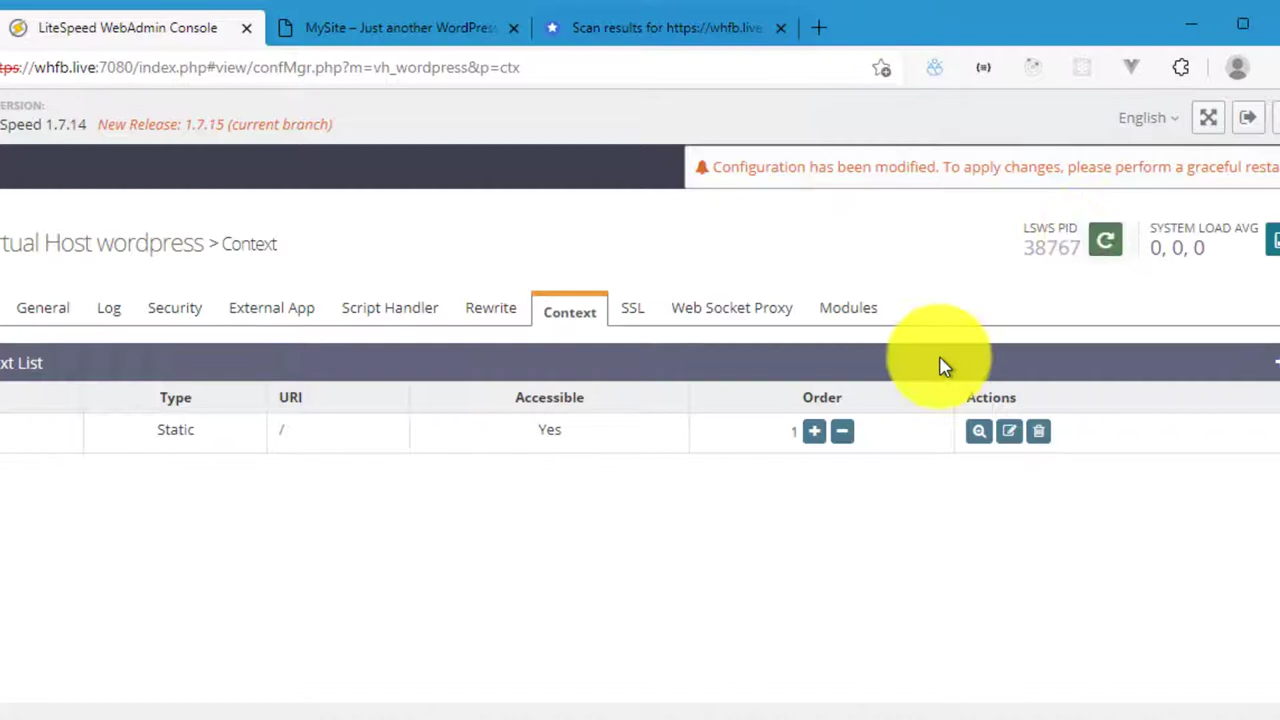 LiteSpeed WebAdmin Console
MySite – Just another WordPres
Scan results for https://whfb.live
tps://whfb.live:7080/index.php#view/confMgr.php?m=vh_wordpress&p=ctx
ERSION:
Speed 1.7.14 New Release: 1.7.15 (current branch)
English
Configuration has been modified. To apply changes, please perform a graceful resta
rtual Host wordpress > Context
LSWS PID
38767
SYSTEM LOAD AVG
0, 0, 0
General Log Security External App Script Handler Rewrite Context SSL Web Socket Proxy Modules
xt List
Type URI Accessible Order Actions
Static / Yes 1